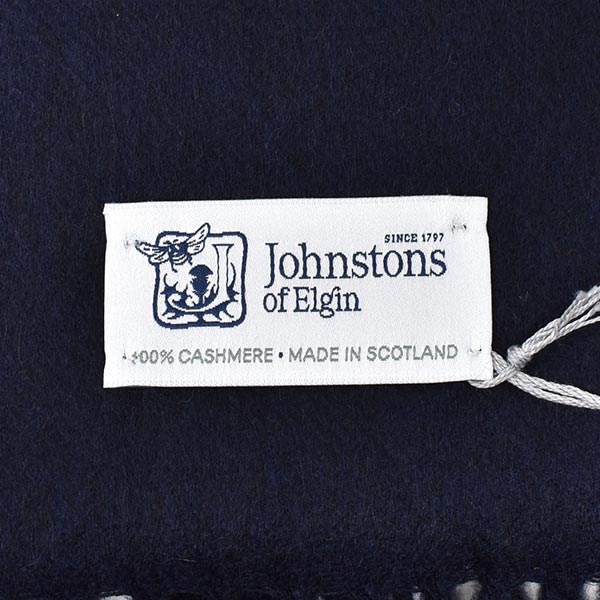 SINCE 1797
Johnstons
of Elgin
100% CASHMERE • MADE IN SCOTLAND